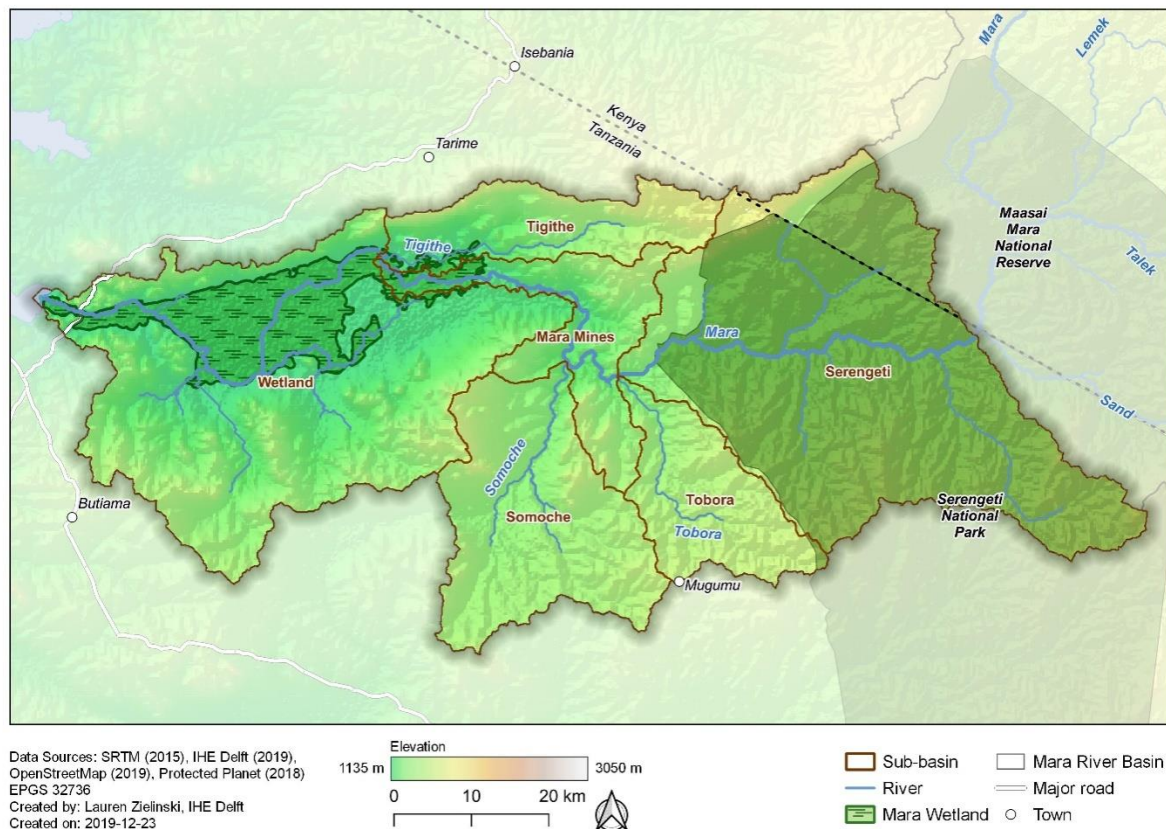 Mara
Lemek
Isebania
Kenya
Tanzania
Tarime
Tigithe
Tigithe
Maasai
Mara
National
Reserve
Talek
Mara Mines
Mara
Wetland
Serengeti
Sand
Somoche
Butiama
Somoche
Tobora
Tobora
Serengeti
National
Park
Mugumu
Data Sources: SRTM (2015), IHE Delft (2019),
OpenStreetMap (2019), Protected Planet (2018)
EPGS 32736
Created by: Lauren Zielinski, IHE Delft
Created on: 2019-12-23
Elevation
1135 m
3050 m
0 10 20 km
Sub-basin
River
Mara Wetland
Mara River Basin
Major road
Town